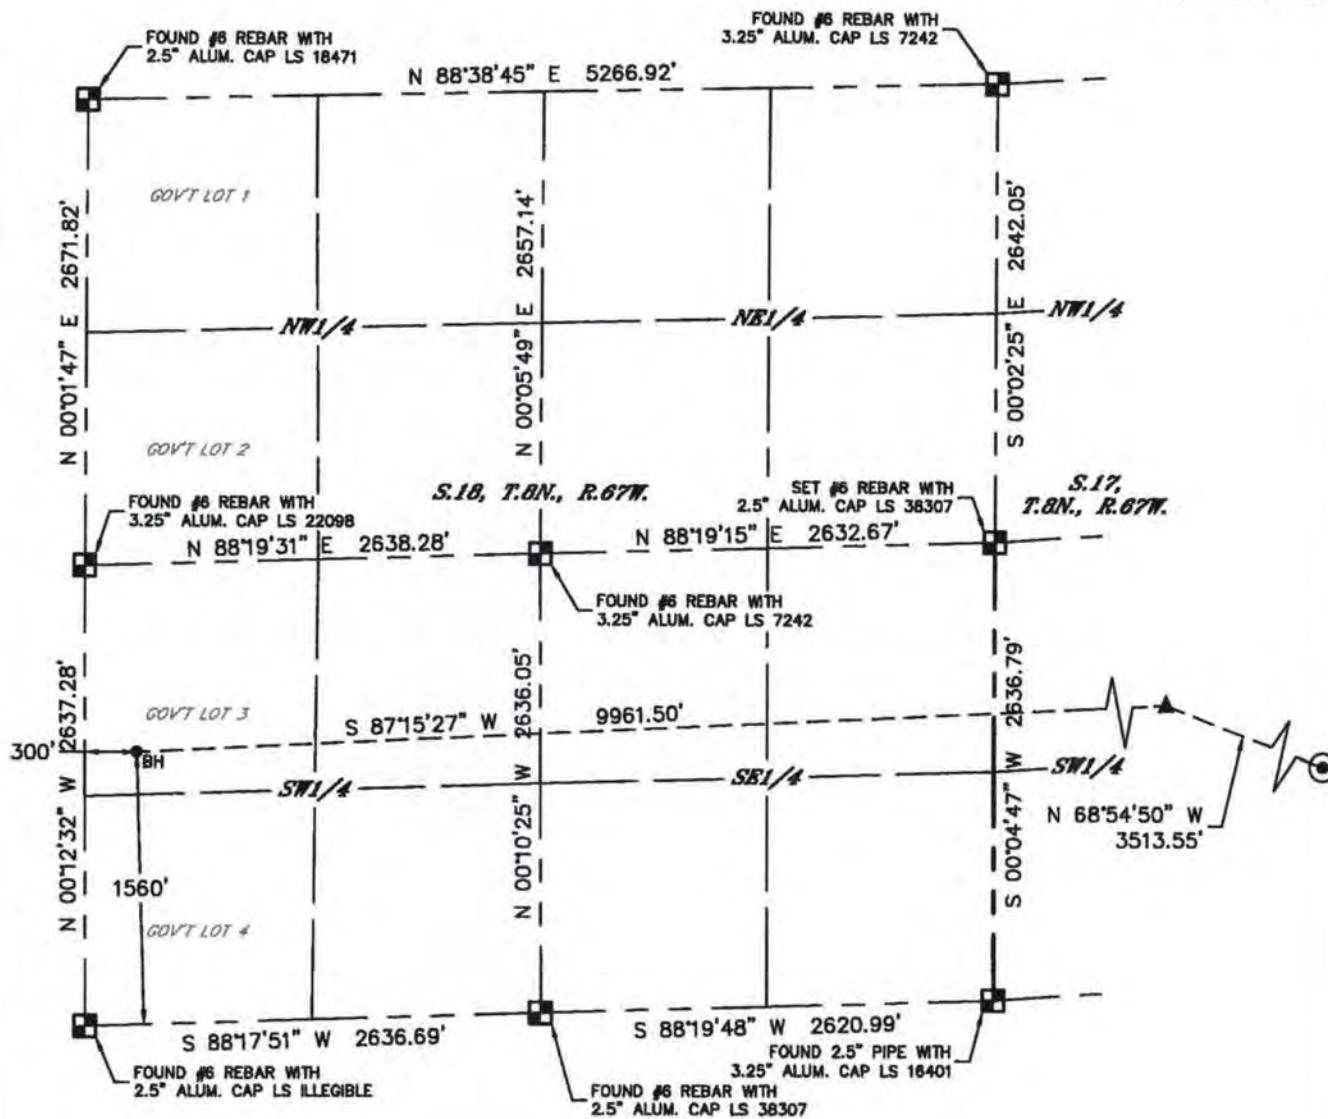 FOUND #6 REBAR WITH
2.5" ALUM. CAP LS 18471
FOUND #6 REBAR WITH
3.25" ALUM. CAP LS 7242
N 88°38'45" E 5266.92'
GOV'T LOT 1
N 00°01'47" E 2671.82'
N 00°05'49" E 2657.14'
S 00°02'25" E 2642.05'
NW1/4
NE1/4
NW1/4
GOV'T LOT 2
S.18, T.8N., R.67W.
S.17,
T.8N., R.67W.
FOUND #6 REBAR WITH
3.25" ALUM. CAP LS 22098
SET #6 REBAR WITH
2.5" ALUM. CAP LS 38307
N 88°19'31" E 2638.28'
N 88°19'15" E 2632.67'
FOUND #6 REBAR WITH
3.25" ALUM. CAP LS 7242
N 00°12'32" W 2637.28'
N 00°10'25" W 2636.05'
S 00°04'47" W 2636.79'
GOV'T LOT 3
S 87°15'27" W 9961.50'
300'
BH
SW1/4
SE1/4
SW1/4
N 68°54'50" W
3513.55'
1560'
GOV'T LOT 4
S 88°17'51" W 2636.69'
S 88°19'48" W 2620.99'
FOUND #6 REBAR WITH
2.5" ALUM. CAP LS ILLEGIBLE
FOUND 2.5" PIPE WITH
3.25" ALUM. CAP LS 16401
FOUND #6 REBAR WITH
2.5" ALUM. CAP LS 38307